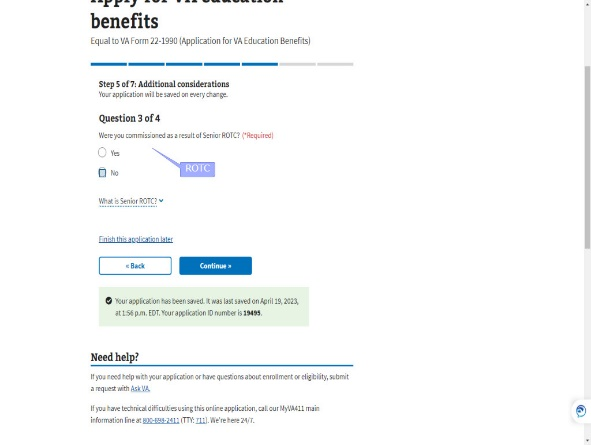 Apply for VA education
benefits
Equal to VA Form 22-1990 (Application for VA Education Benefits)
Step 5 of 7: Additional considerations
Your application will be saved on every change.
Question 3 of 4
Were you commissioned as a result of Senior ROTC? (*Required)
Yes
ROTC
No
What is Senior ROTC?
Finish this application later
« Back
Continue »
Your application has been saved. It was last saved on April 19, 2023,
at 1:56 p.m. EDT. Your application ID number is 19495.
Need help?
If you need help with your application or have questions about enrollment or eligibility, submit
a request with Ask VA.
If you have technical difficulties using this online application, call our MyVA411 main
information line at 800-698-2411 (TTY: 711). We're here 24/7.